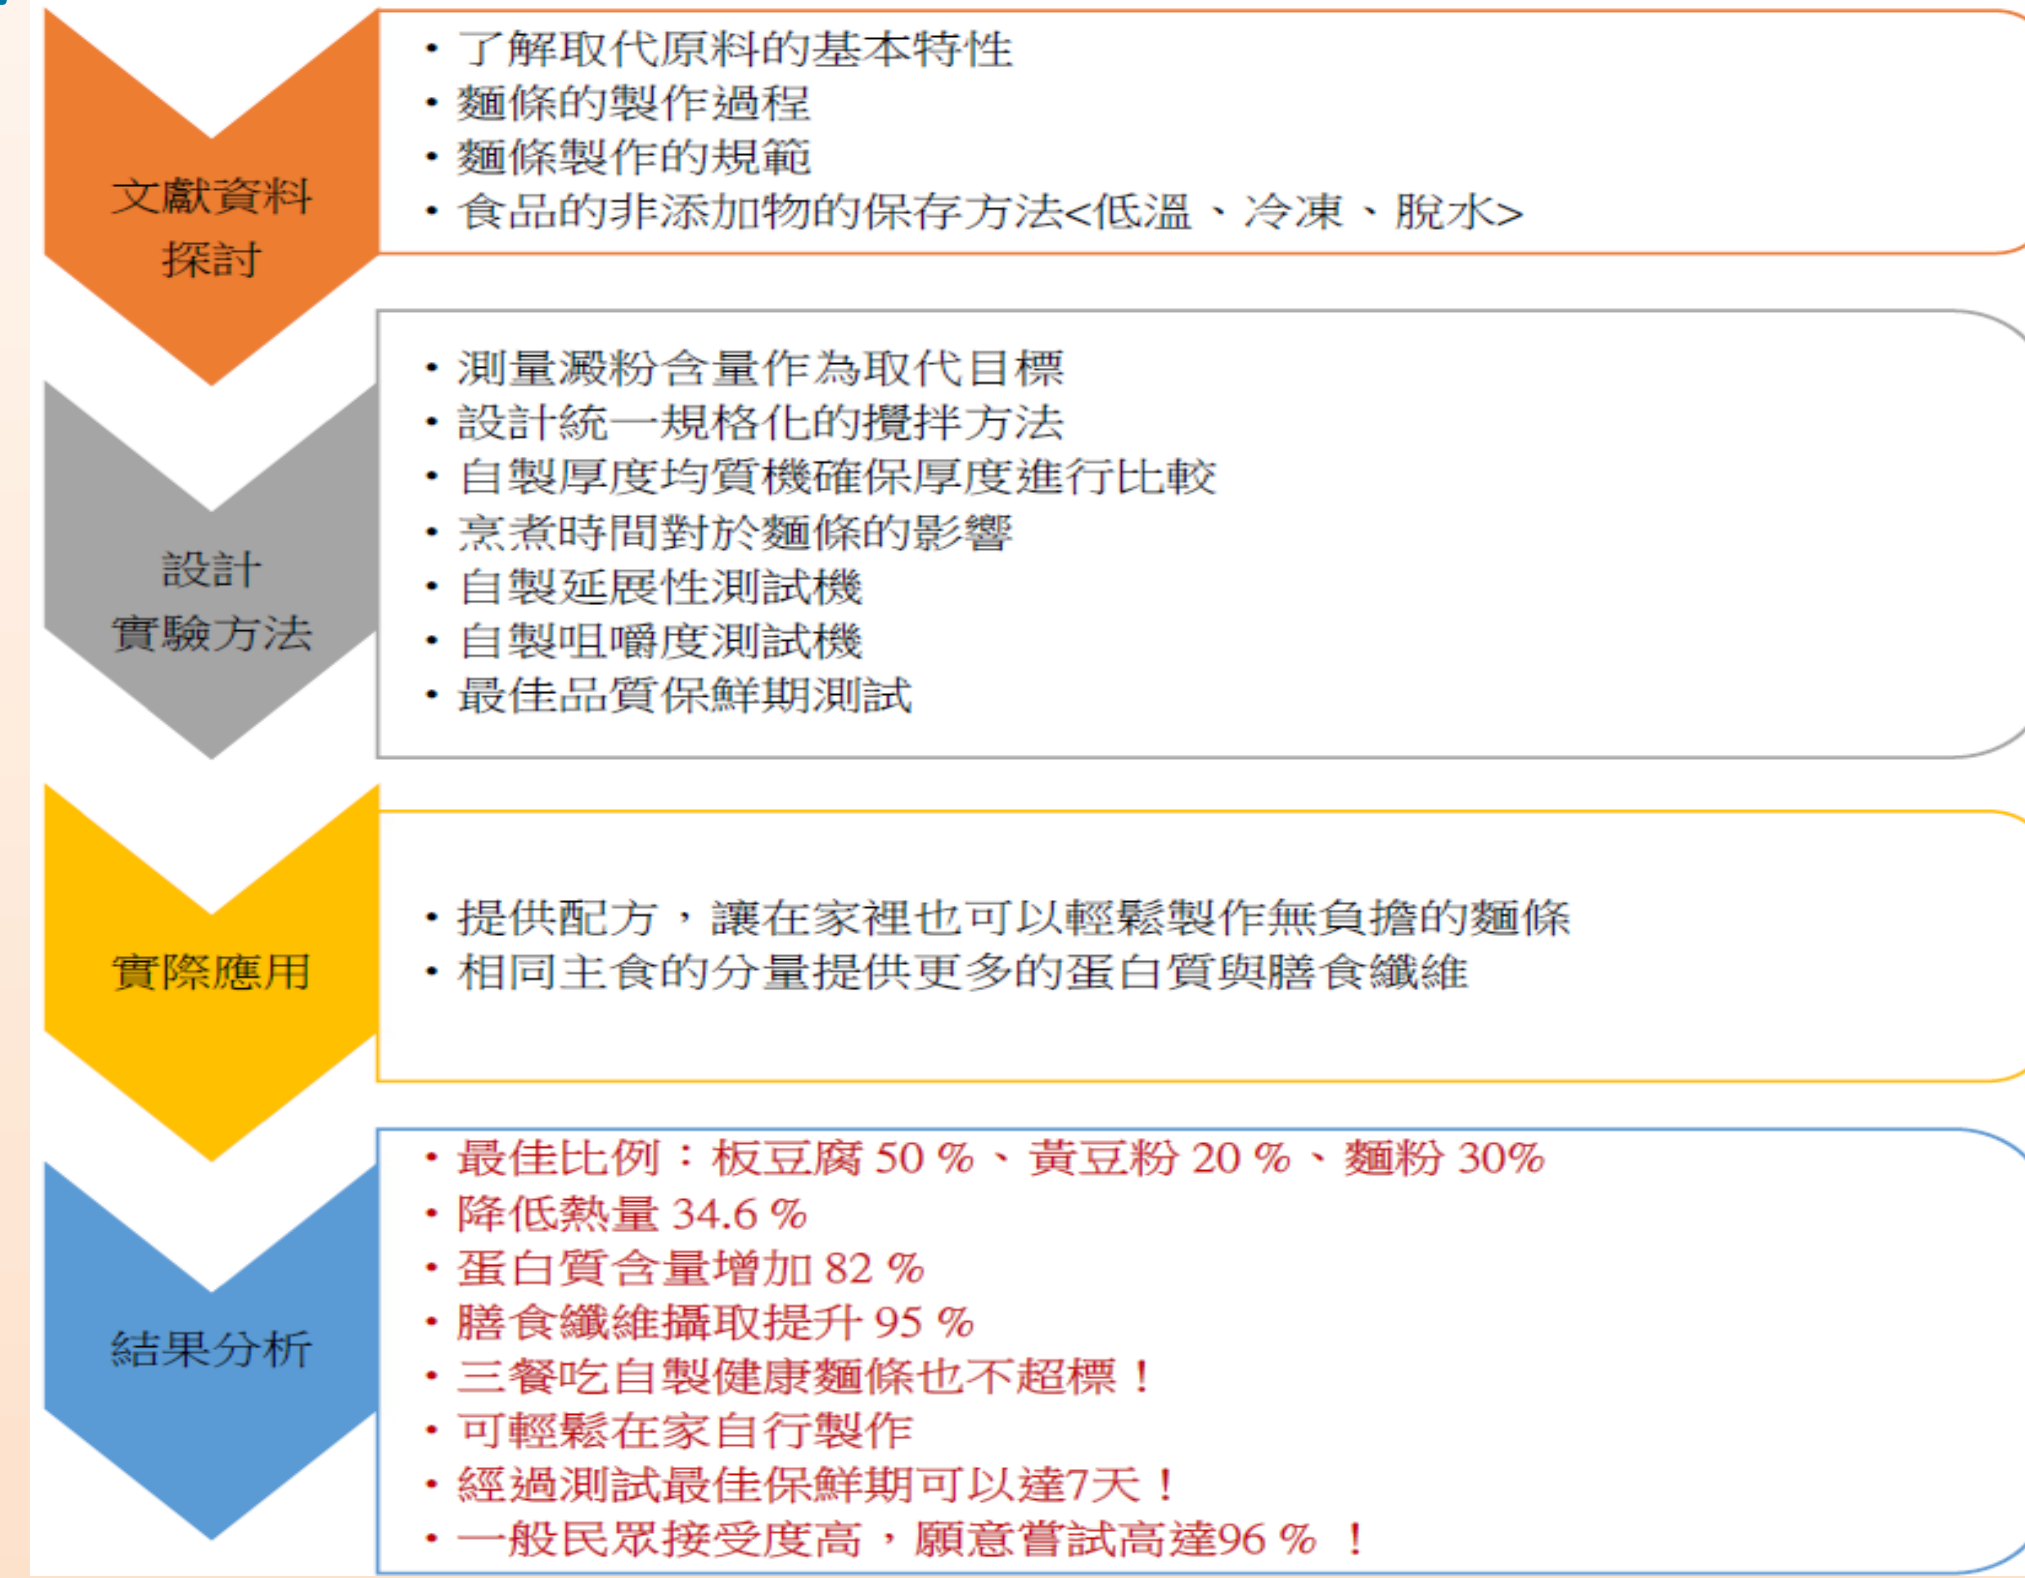 文獻資料
探討
・了解取代原料的基本特性
・麵條的製作過程
・麵條製作的規範
・食品的非添加物的保存方法<低溫、冷凍、脫水>
設計
實驗方法
・測量澱粉含量作為取代目標
・設計統一規格化的攪拌方法
・自製厚度均質機確保厚度進行比較
・烹煮時間對於麵條的影響
・自製延展性測試機
・自製咀嚼度測試機
・最佳品質保鮮期測試
實際應用
・提供配方，讓在家裡也可以輕鬆製作無負擔的麵條
・相同主食的分量提供更多的蛋白質與膳食纖維
結果分析
・最佳比例：板豆腐 50 %、黃豆粉 20 %、麵粉 30%
・降低熱量 34.6 %
・蛋白質含量增加 82 %
・膳食纖維攝取提升 95 %
・三餐吃自製健康麵條也不超標！
・可輕鬆在家自行製作
・經過測試最佳保鮮期可以達7天！
・一般民眾接受度高，願意嘗試高達96 % ！